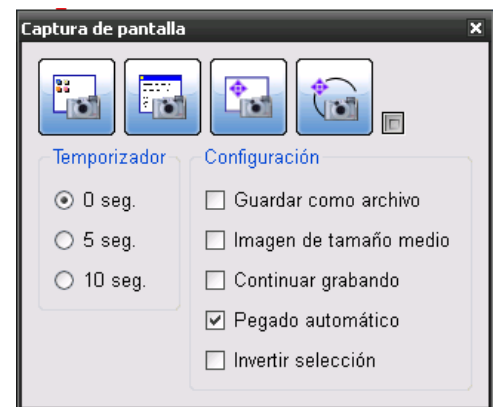 Captura de pantalla
Temporizador
0 seg.
5 seg.
10 seg.
Configuración
Guardar como archivo
Imagen de tamaño medio
Continuar grabando
Pegado automático
Invertir selección